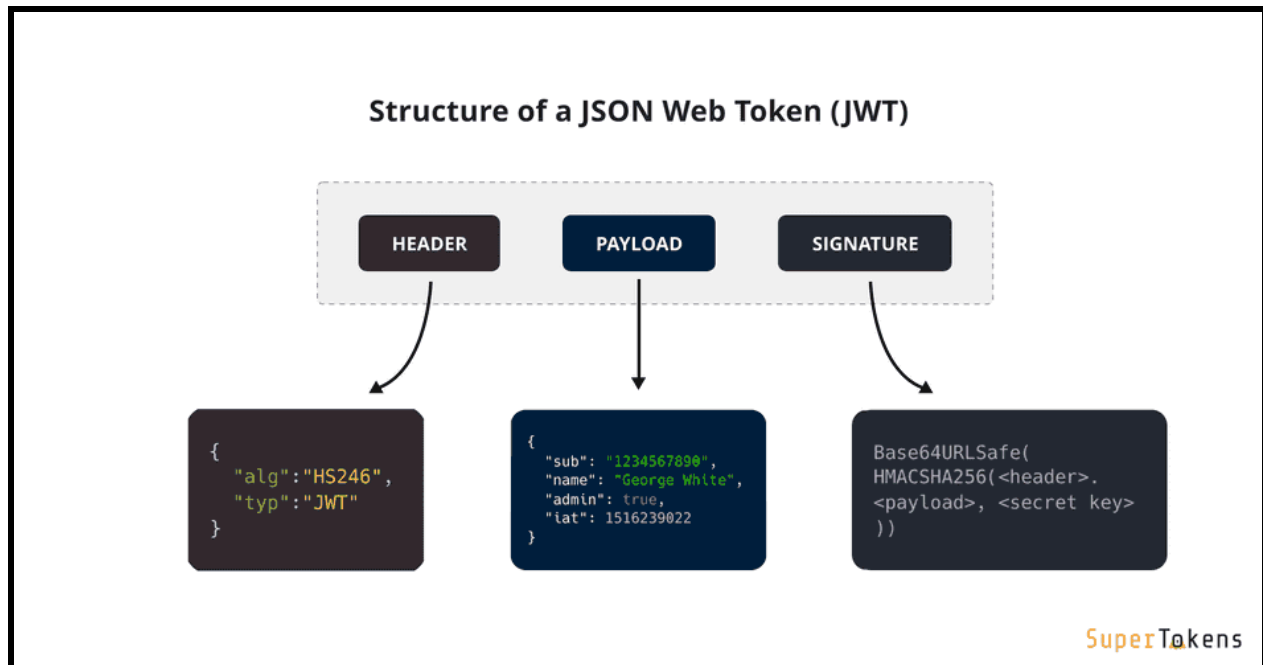 Structure of a JSON Web Token (JWT)
HEADER
PAYLOAD
SIGNATURE
{
"alg":"HS246",
"typ":"JWT"
}
{
"sub": "1234567890",
"name": "George White",
"admin": true,
"iat": 1516239022
}
Base64URLSafe(
HMACSHA256(<header>.
<payload>, <secret key>
))
SuperTokens